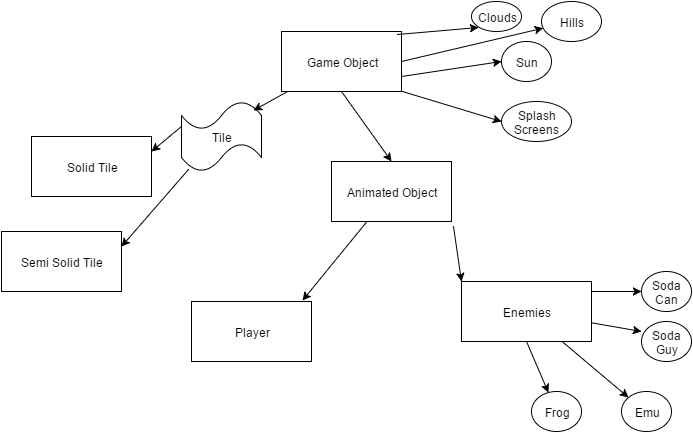 Clouds
Hills
Game Object
Sun
Splash
Screens
Tile
Solid Tile
Animated Object
Semi Solid Tile
Soda
Can
Enemies
Player
Soda
Guy
Frog
Emu